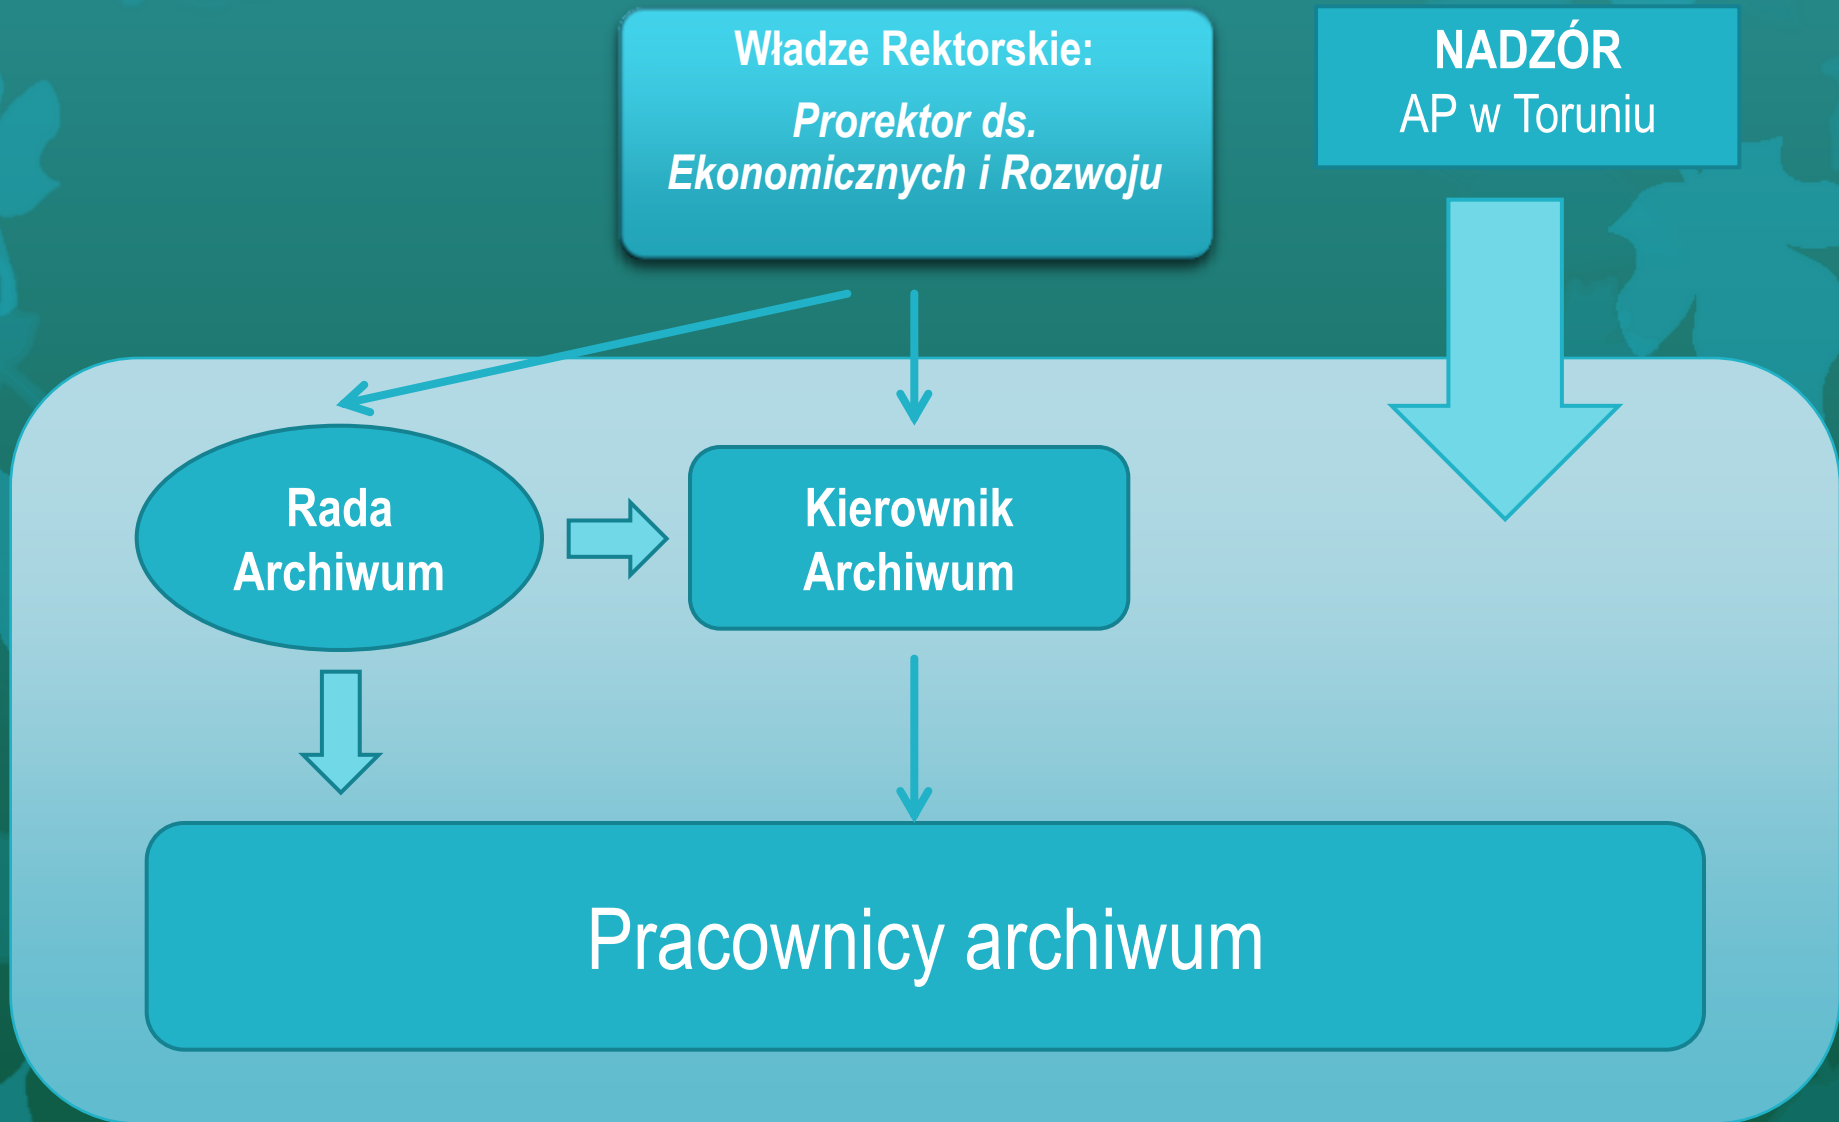 Władze Rektorskie:
Prorektor ds.
Ekonomicznych i Rozwoju
NADZÓR
AP w Toruniu
Rada
Archiwum
Kierownik
Archiwum
Pracownicy archiwum